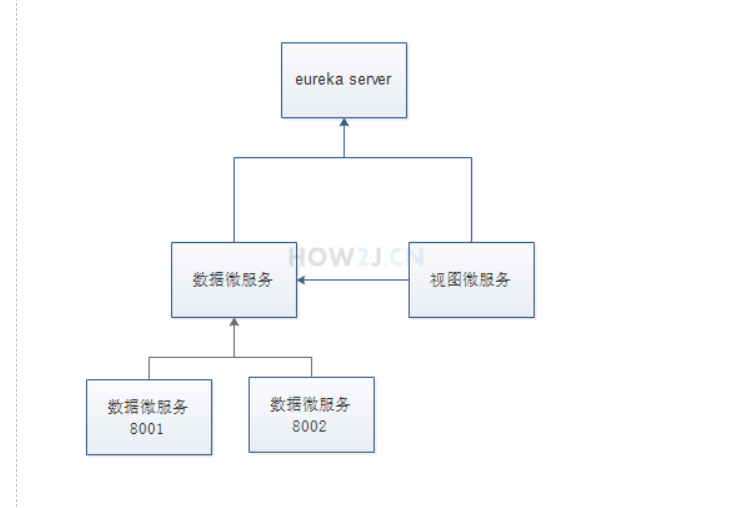 eureka server
HOW2J.CN
数据微服务
视图微服务
数据微服务
8001
数据微服务
8002